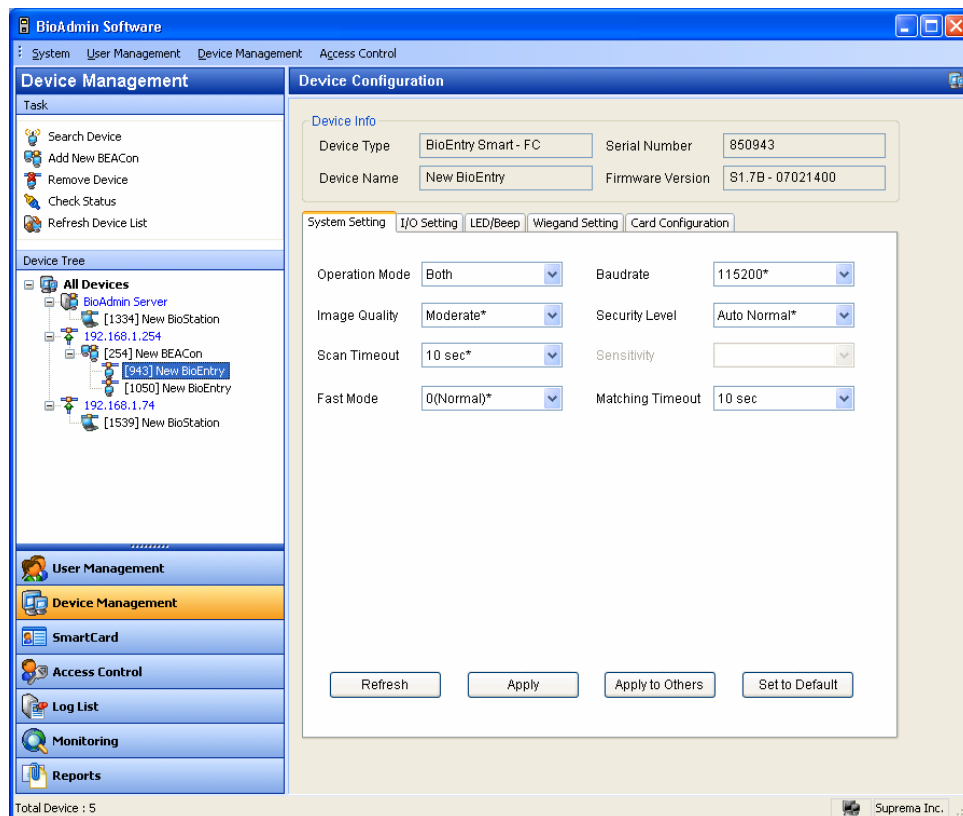 BioAdmin Software
System User Management Device Management Access Control
Device Management
Task
Search Device
Add New BEACon
Remove Device
Check Status
Refresh Device List
Device Tree
All Devices
BioAdmin Server
[1334] New BioStation
192.168.1.254
[254] New BEACon
[943] New BioEntry
[1050] New BioEntry
192.168.1.74
[1539] New BioStation
User Management
Device Management
SmartCard
Access Control
Log List
Monitoring
Reports
Device Configuration
Device Info
Device Type BioEntry Smart - FC Serial Number 850943
Device Name New BioEntry Firmware Version S1.7B - 07021400
System Setting I/O Setting LED/Beep Wiegand Setting Card Configuration
Operation Mode Both Baudrate 115200*
Image Quality Moderate* Security Level Auto Normal*
Scan Timeout 10 sec* Sensitivity
Fast Mode 0(Normal)* Matching Timeout 10 sec
Refresh Apply Apply to Others Set to Default
Total Device : 5 Suprema Inc.